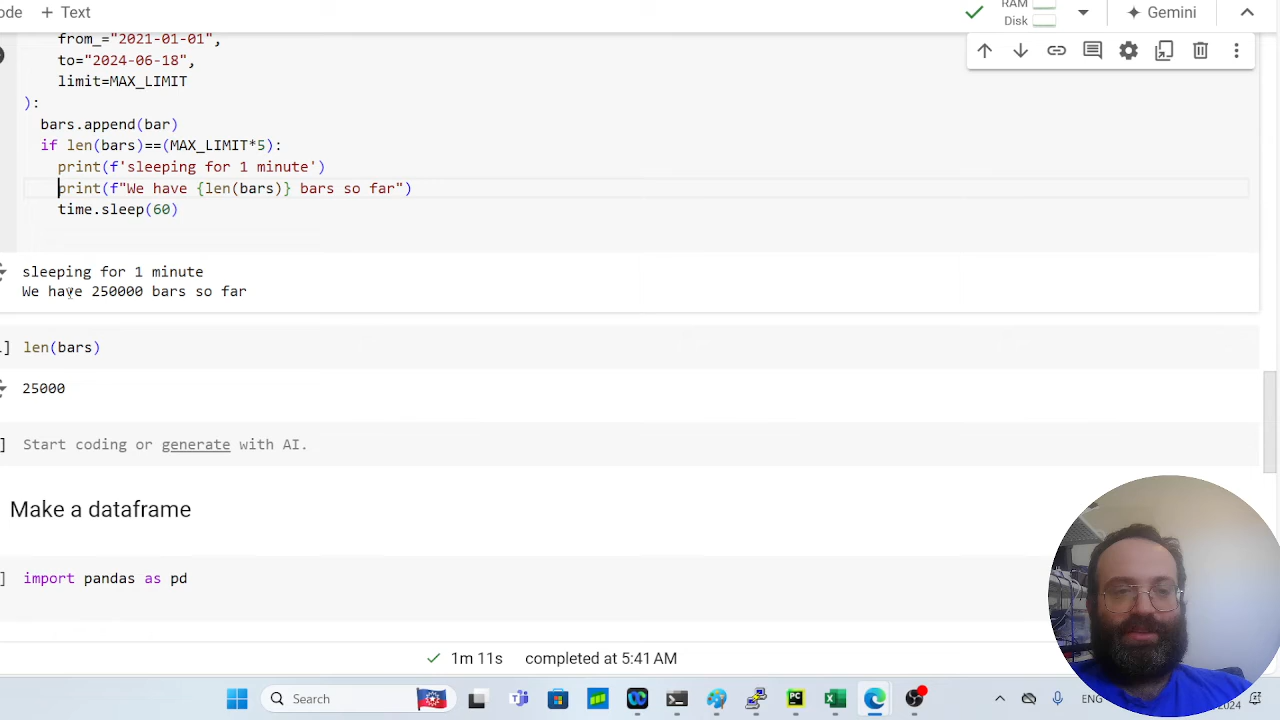 ode + Text
RAM
Disk
Gemini
from_="2021-01-01",
to="2024-06-18",
limit=MAX_LIMIT
):
bars.append(bar)
if len(bars)==(MAX_LIMIT*5):
print(f'sleeping for 1 minute')
print(f"We have {len(bars)} bars so far")
time.sleep(60)
sleeping for 1 minute
We have 250000 bars so far
] len(bars)
25000
] Start coding or generate with AI.
Make a dataframe
] import pandas as pd
1m 11s completed at 5:41 AM
Search
ENG
2024